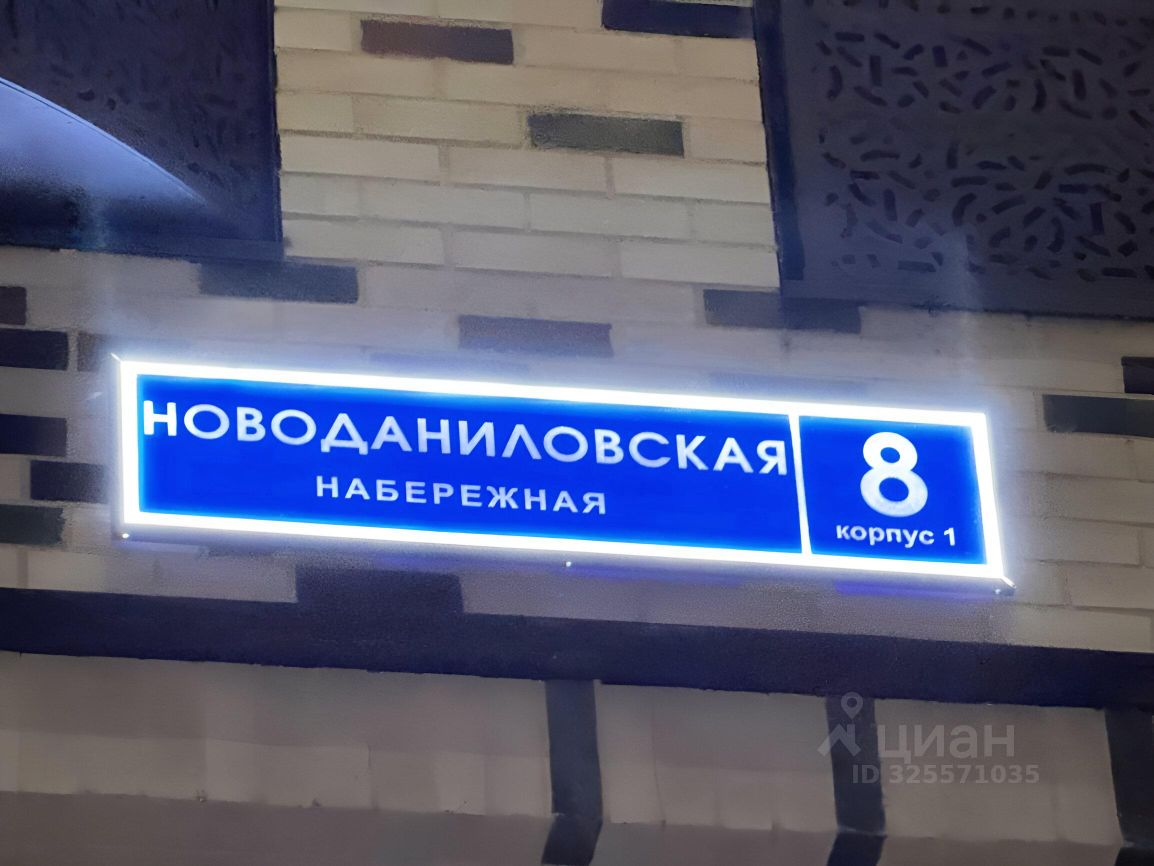 НОВОДАНИЛОВСКАЯ
НАБЕРЕЖНАЯ
8
корпус 1
циан
ID 325571035